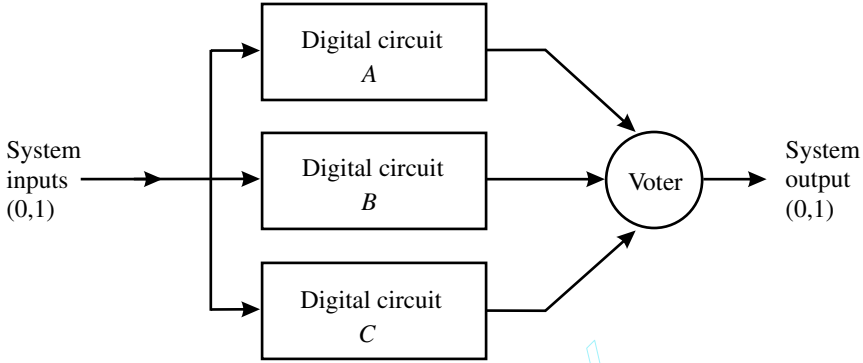 Digital circuit
A
System
inputs
(0,1)
Digital circuit
B
Voter
System
output
(0,1)
Digital circuit
C